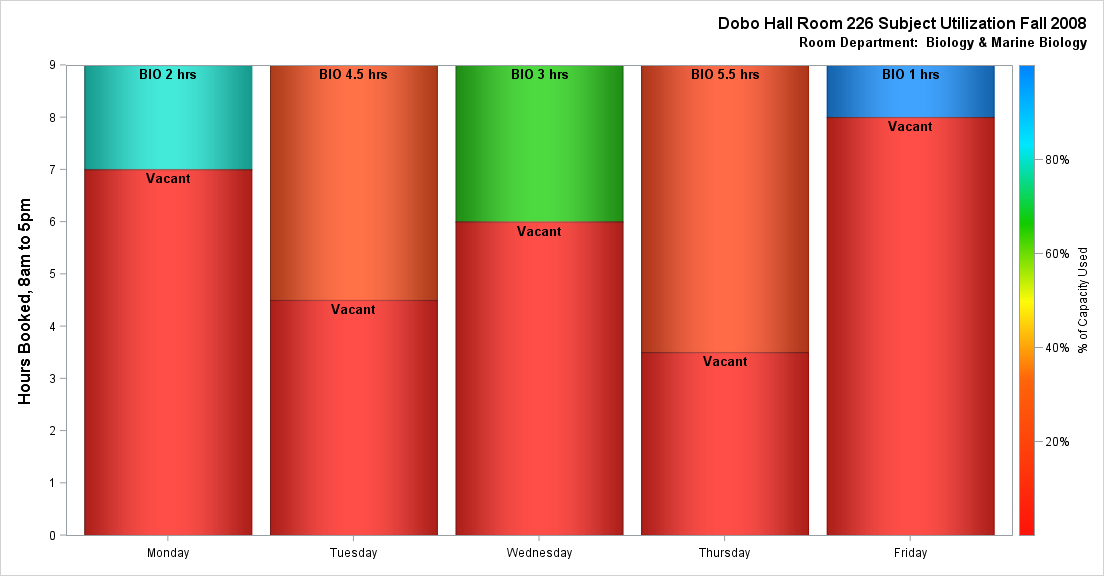 Dobo Hall Room 226 Subject Utilization Fall 2008
Room Department:  Biology & Marine Biology
Hours Booked, 8am to 5pm
9
8
7
6
5
4
3
2
1
0
BIO 2 hrs
Vacant
BIO 4.5 hrs
Vacant
BIO 3 hrs
Vacant
BIO 5.5 hrs
Vacant
BIO 1 hrs
Vacant
Monday
Tuesday
Wednesday
Thursday
Friday
80%
60%
40%
20%
% of Capacity Used